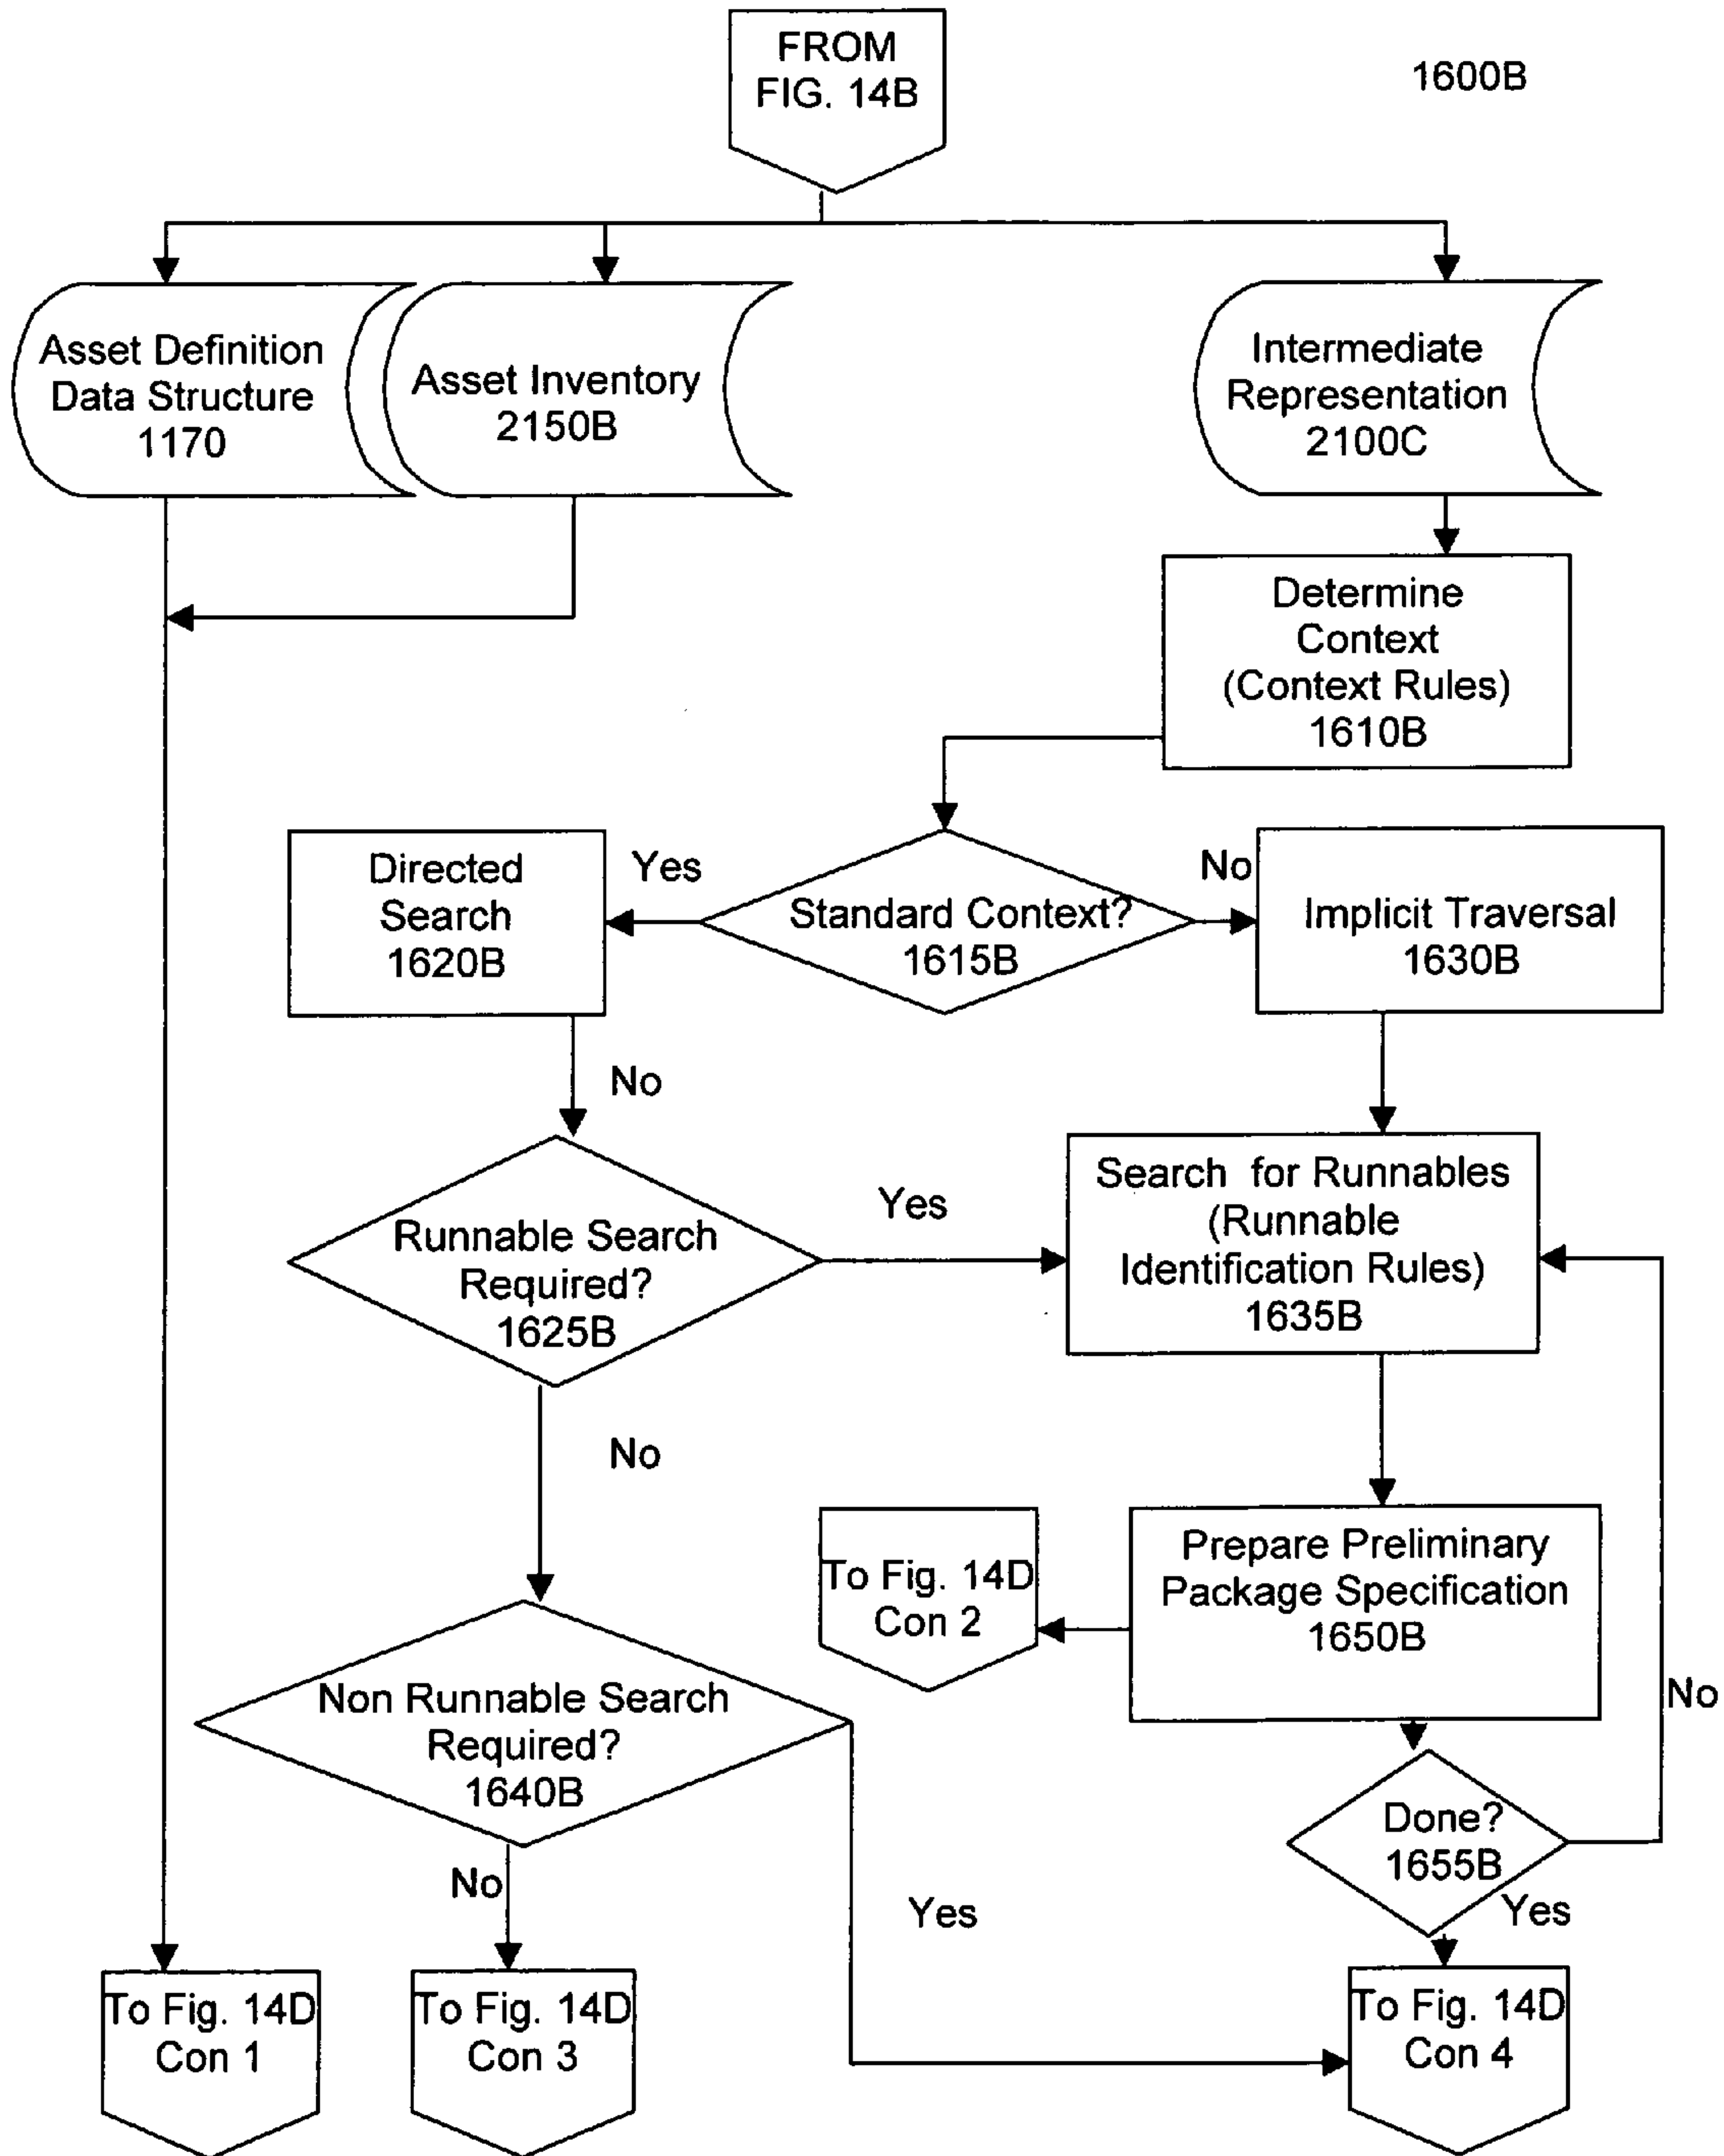 FROM
FIG. 14B
1600B
Asset Definition
Data Structure
1170
Asset Inventory
2150B
Intermediate
Representation
2100C
Determine
Context
(Context Rules)
1610B
Directed
Search
1620B
Yes
Standard Context?
1615B
No
Implicit Traversal
1630B
No
Runnable Search
Required?
1625B
Yes
Search for Runnables
(Runnable
Identification Rules)
1635B
No
To Fig. 14D
Con 2
Prepare Preliminary
Package Specification
1650B
No
Non Runnable Search
Required?
1640B
Done?
1655B
No
Yes
Yes
To Fig. 14D
Con 1
To Fig. 14D
Con 3
To Fig. 14D
Con 4